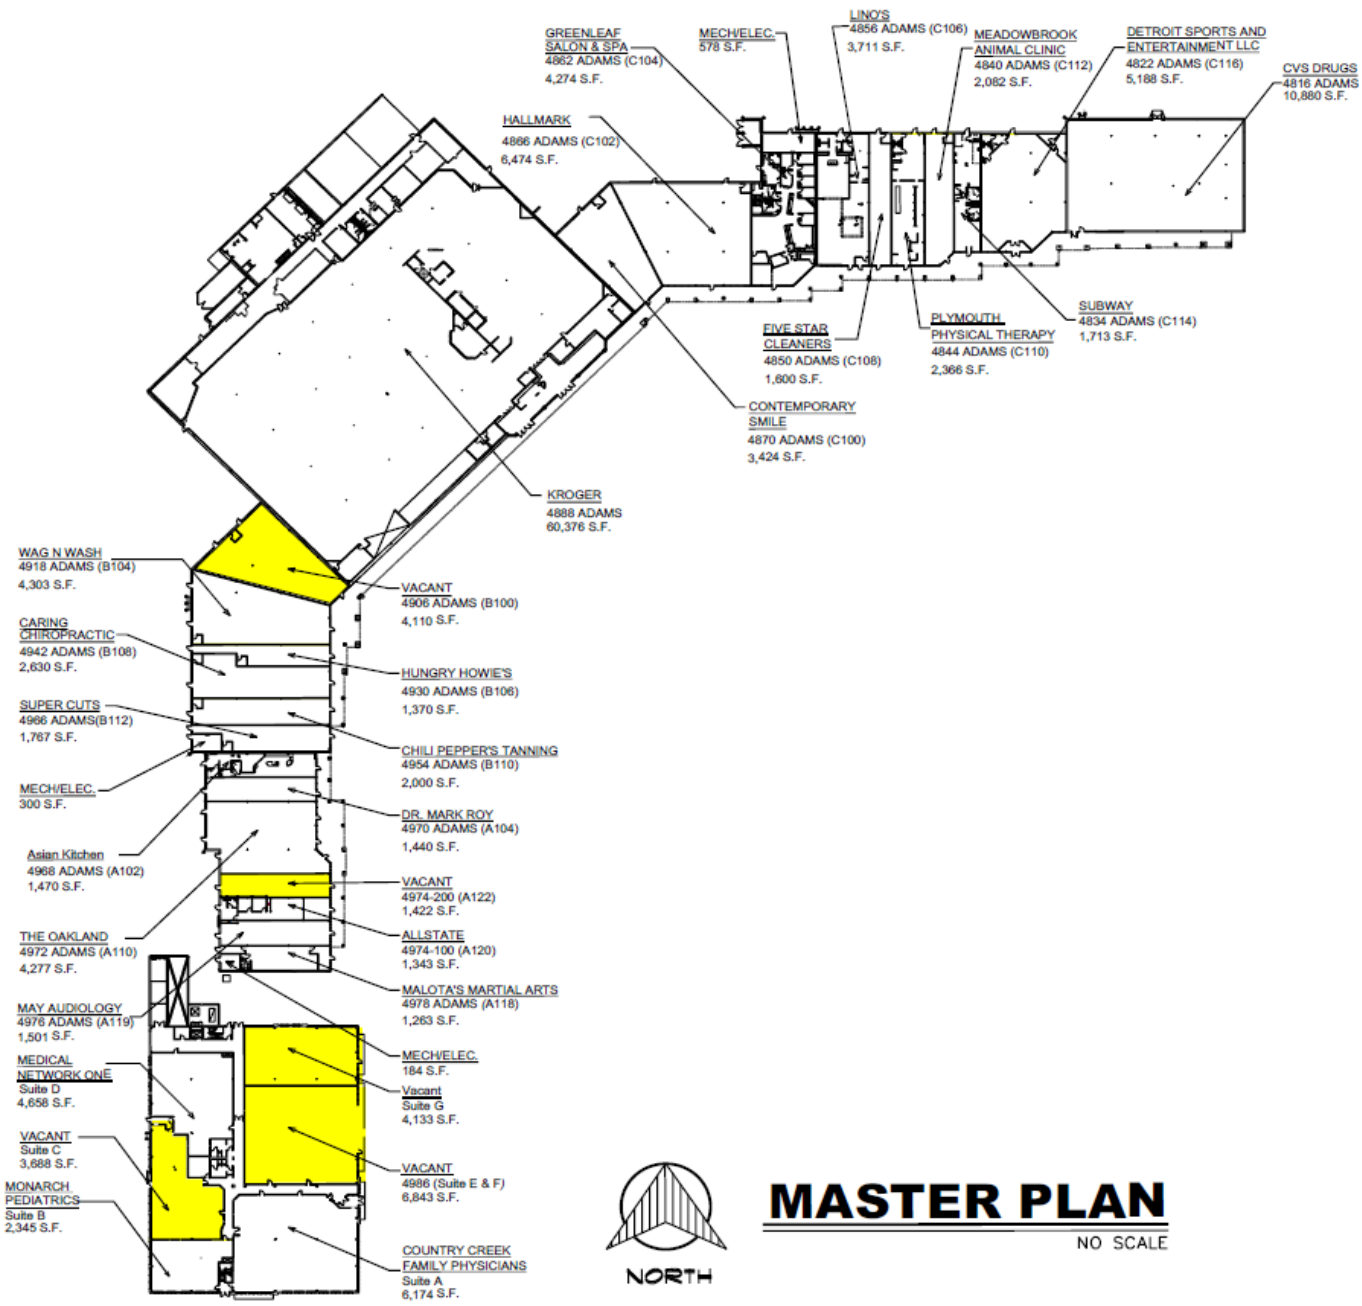 GREENLEAF
SALON & SPA
4862 ADAMS (C104)
4,274 S.F.
MECH/ELEC.
578 S.F.
LINO'S
4856 ADAMS (C106)
3,711 S.F.
MEADOWBROOK
ANIMAL CLINIC
4840 ADAMS (C112)
2,082 S.F.
DETROIT SPORTS AND
ENTERTAINMENT LLC
4822 ADAMS (C116)
5,188 S.F.
CVS DRUGS
4816 ADAMS
10,880 S.F.
HALLMARK
4866 ADAMS (C102)
6,474 S.F.
FIVE STAR
CLEANERS
4850 ADAMS (C108)
1,600 S.F.
PLYMOUTH
PHYSICAL THERAPY
4844 ADAMS (C110)
2,366 S.F.
SUBWAY
4834 ADAMS (C114)
1,713 S.F.
CONTEMPORARY
SMILE
4870 ADAMS (C100)
3,424 S.F.
KROGER
4888 ADAMS
60,376 S.F.
WAG N WASH
4918 ADAMS (B104)
4,303 S.F.
VACANT
4906 ADAMS (B100)
4,110 S.F.
CARING
CHIROPRACTIC
4942 ADAMS (B108)
2,630 S.F.
HUNGRY HOWIE'S
4930 ADAMS (B106)
1,370 S.F.
SUPER CUTS
4966 ADAMS(B112)
1,767 S.F.
CHILI PEPPER'S TANNING
4954 ADAMS (B110)
2,000 S.F.
MECH/ELEC.
300 S.F.
DR. MARK ROY
4970 ADAMS (A104)
1,440 S.F.
Asian Kitchen
4968 ADAMS (A102)
1,470 S.F.
VACANT
4974-200 (A122)
1,422 S.F.
THE OAKLAND
4972 ADAMS (A110)
4,277 S.F.
ALLSTATE
4974-100 (A120)
1,343 S.F.
MALOTA'S MARTIAL ARTS
4978 ADAMS (A118)
1,263 S.F.
MAY AUDIOLOGY
4976 ADAMS (A119)
1,501 S.F.
MECH/ELEC.
184 S.F.
MEDICAL
NETWORK ONE
Suite D
4,658 S.F.
Vacant
Suite G
4,133 S.F.
VACANT
Suite C
3,688 S.F.
VACANT
4986 (Suite E & F)
6,843 S.F.
MONARCH
PEDIATRICS
Suite B
2,345 S.F.
COUNTRY CREEK
FAMILY PHYSICIANS
Suite A
6,174 S.F.
NORTH
MASTER PLAN
NO SCALE